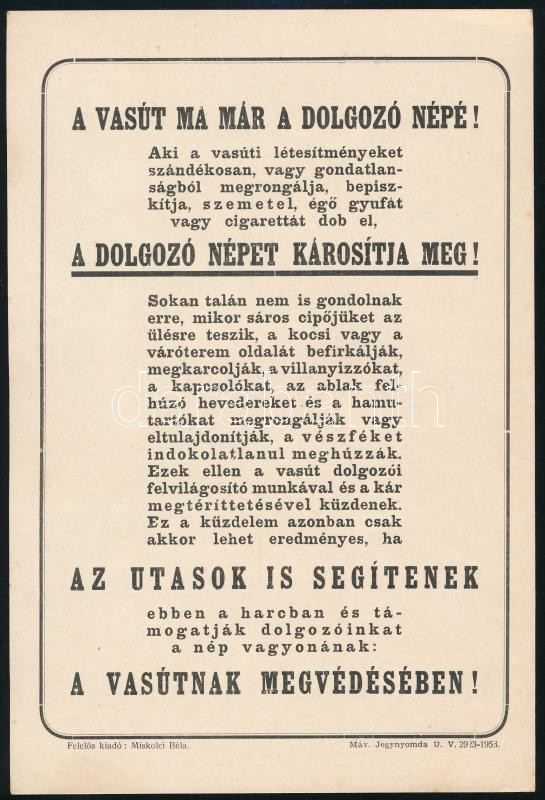 A VASÚT MA MÁR A DOLGOZÓ NÉPÉ!
Aki a vasúti létesítményeket
szándékosan, vagy gondatlan-
ságból megrongálja, bepisz-
kítja, szemetel, égő gyufát
vagy cigarettát dob el,
A DOLGOZÓ NÉPET KÁROSÍTJA MEG!
Sokan talán nem is gondolnak
erre, mikor sáros cipőjüket az
ülésre teszik, a kocsi vagy a
váróterem oldalát befirkálják,
megkarcolják, a villanyizzókat,
a kapcsolókat, az ablak fel-
húzó hevedereket és a hamu-
tartókat megrongálják vagy
eltulajdonítják, a vészféket
indokolatlanul meghúzzák.
Ezek ellen a vasút dolgozói
felvilágosító munkával és a kár
megtéríttetésével küzdenek.
Ez a küzdelem azonban csak
akkor lehet eredményes, ha
AZ UTASOK IS SEGÍTENEK
ebben a harcban és tá-
mogatják dolgozóinkat
a nép vagyonának:
A VASÚTNAK MEGVÉDÉSÉBEN!
Felelős kiadó: Miskolci Béla.
Máv. Jegynyomda U. V. 2923-1953.
darabanth